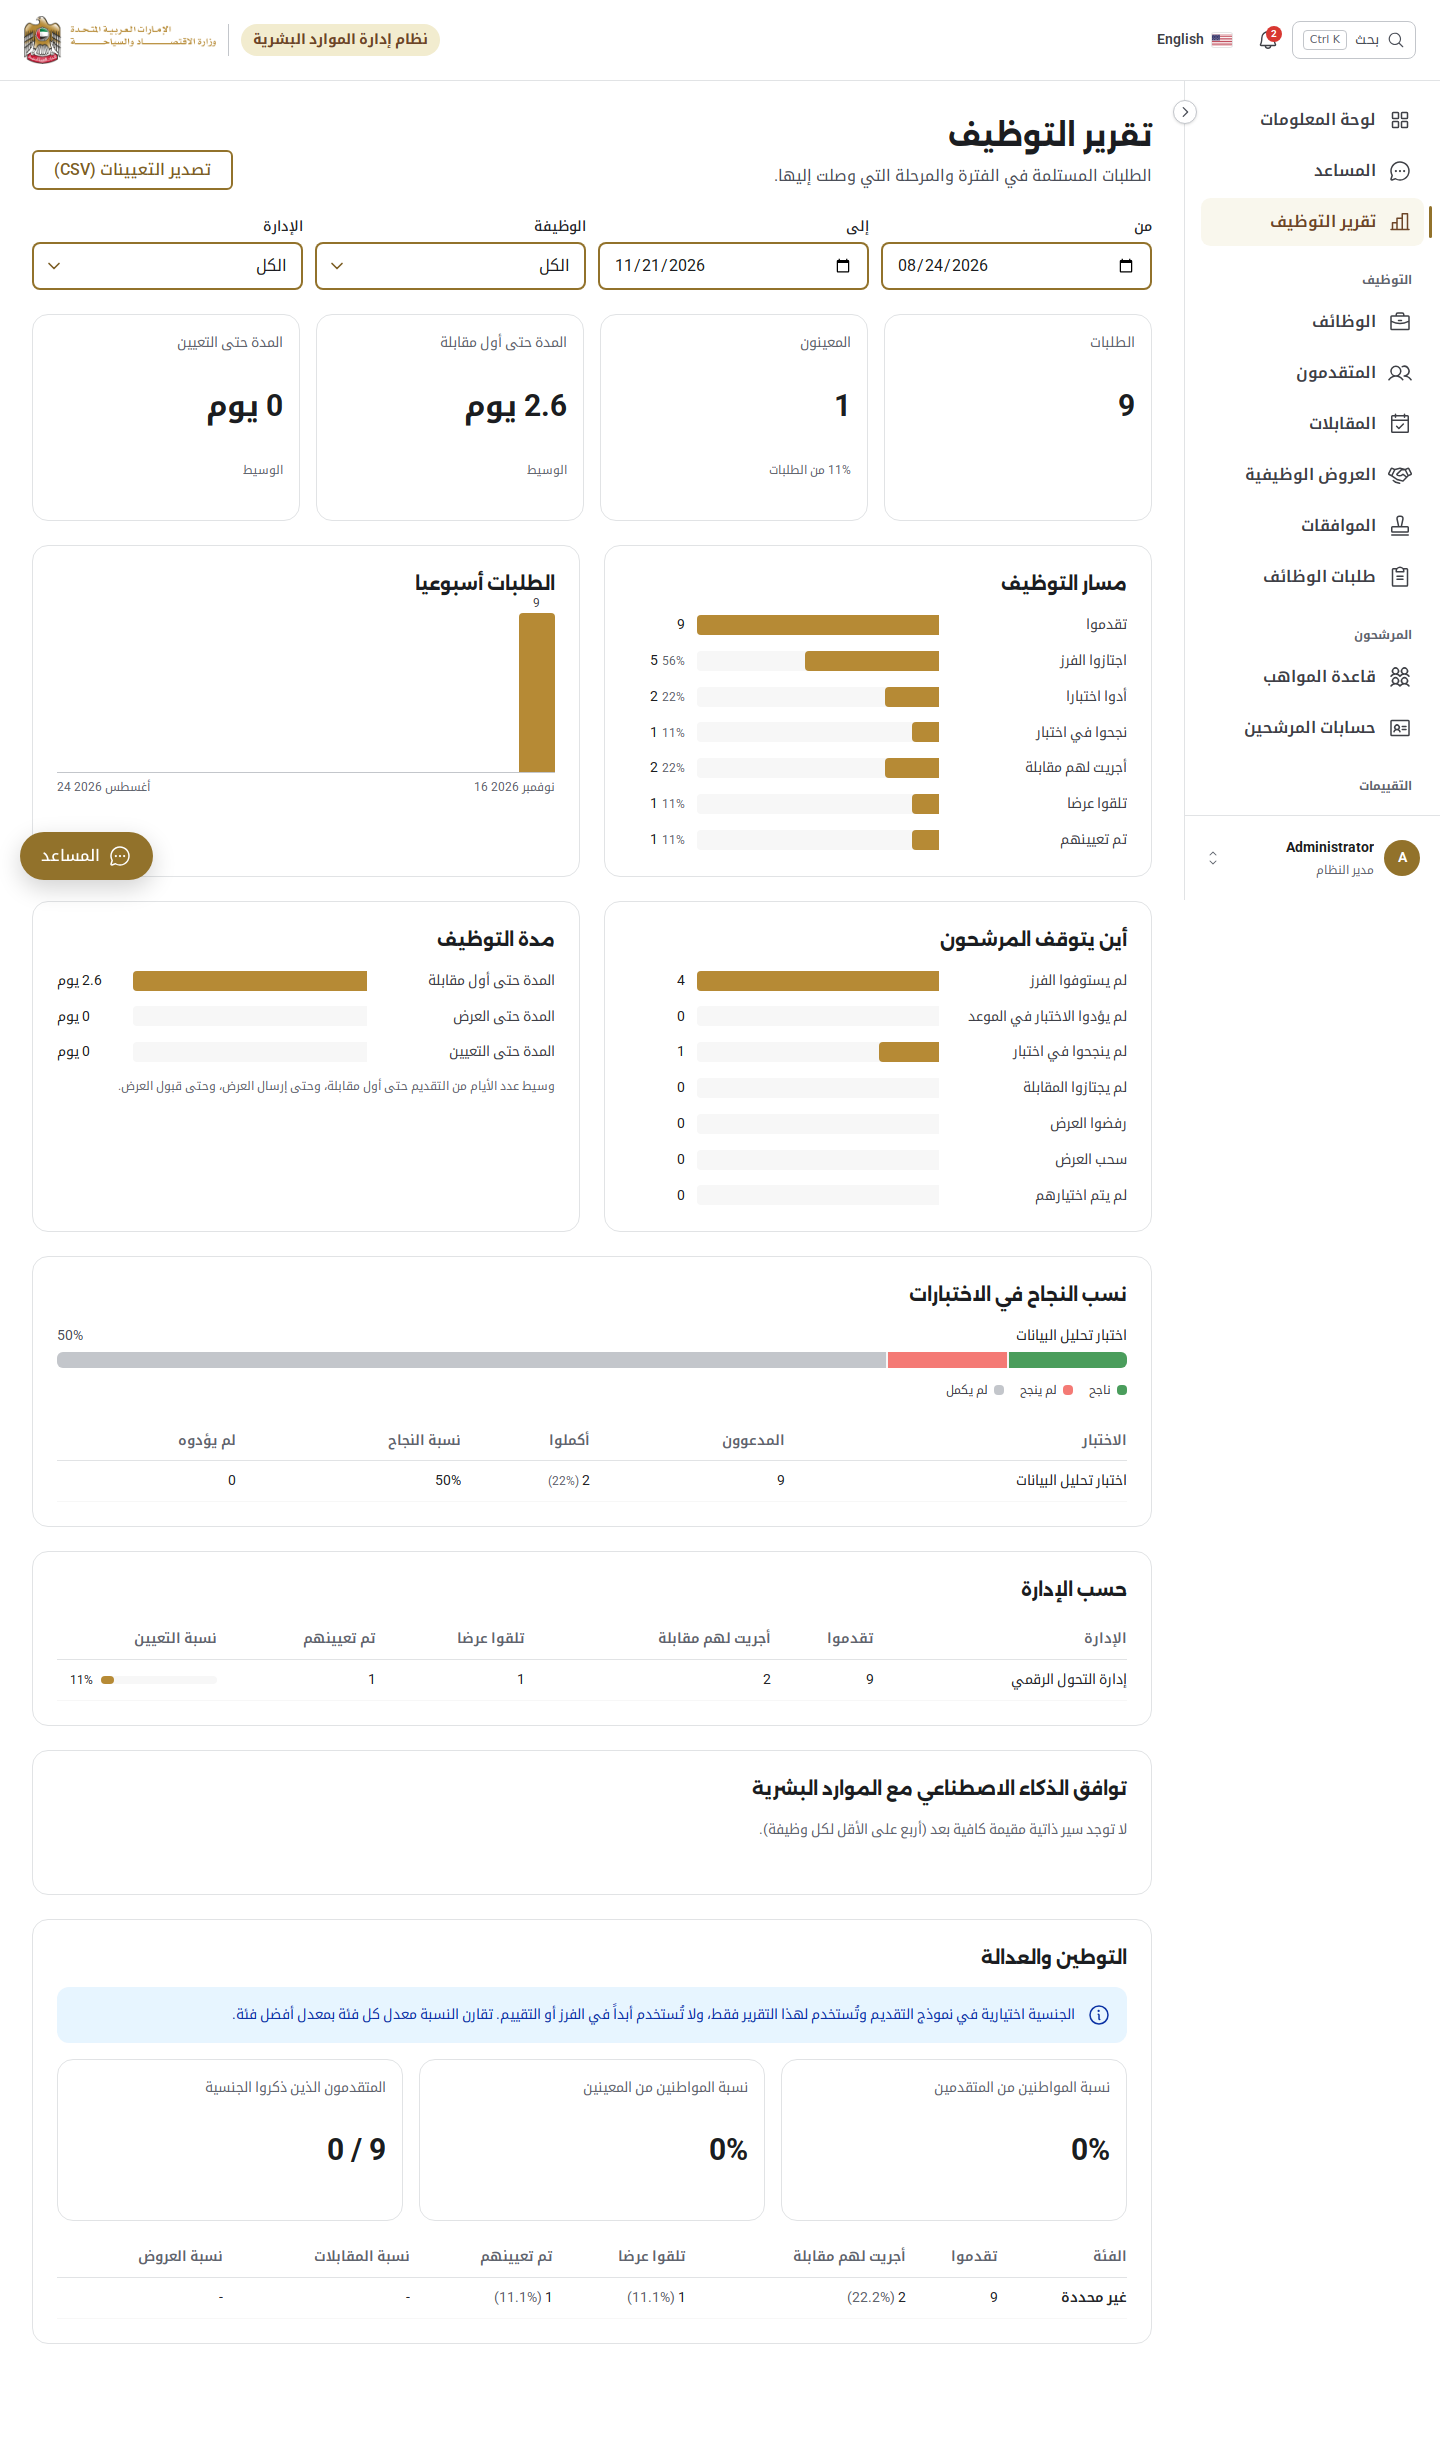 الإمارات العربية المتحدة
وزارة الاقتصـــاد والسياحـــة
نظام إدارة الموارد البشرية
English
2
بحث
Ctrl K
لوحة المعلومات
المساعد
تقرير التوظيف
التوظيف
الوظائف
المتقدمون
المقابلات
العروض الوظيفية
الموافقات
طلبات الوظائف
المرشحون
قاعدة المواهب
حسابات المرشحين
التقييمات
A
Administrator
مدير النظام
تقرير التوظيف
الطلبات المستلمة في الفترة والمرحلة التي وصلت إليها.
تصدير التعيينات (CSV)
من
08/24/2026
إلى
11/21/2026
الوظيفة
الكل
الإدارة
الكل
الطلبات
9
المعينون
1
11% من الطلبات
المدة حتى أول مقابلة
2.6 يوم
الوسيط
المدة حتى التعيين
0 يوم
الوسيط
مسار التوظيف
تقدموا 9
اجتازوا الفرز 5 56%
أدوا اختبارا 2 22%
نجحوا في اختبار 1 11%
أجريت لهم مقابلة 2 22%
تلقوا عرضا 1 11%
تم تعيينهم 1 11%
الطلبات أسبوعيا
9
16 نوفمبر 2026
24 أغسطس 2026
المساعد
أين يتوقف المرشحون
لم يستوفوا الفرز 4
لم يؤدوا الاختبار في الموعد 0
لم ينجحوا في اختبار 1
لم يجتازوا المقابلة 0
رفضوا العرض 0
سحب العرض 0
لم يتم اختيارهم 0
مدة التوظيف
المدة حتى أول مقابلة 2.6 يوم
المدة حتى العرض 0 يوم
المدة حتى التعيين 0 يوم
وسيط عدد الأيام من التقديم حتى أول مقابلة، وحتى إرسال العرض، وحتى قبول العرض.
نسب النجاح في الاختبارات
اختبار تحليل البيانات 50%
ناجح لم ينجح لم يكمل
الاختبار المدعوون أكملوا نسبة النجاح لم يؤدوه
اختبار تحليل البيانات 9 2 (22%) 50% 0
حسب الإدارة
الإدارة تقدموا أجريت لهم مقابلة تلقوا عرضا تم تعيينهم نسبة التعيين
إدارة التحول الرقمي 9 2 1 1 11%
توافق الذكاء الاصطناعي مع الموارد البشرية
لا توجد سير ذاتية مقيمة كافية بعد (أربع على الأقل لكل وظيفة).
التوطين والعدالة
الجنسية اختيارية في نموذج التقديم وتُستخدم لهذا التقرير فقط، ولا تُستخدم أبداً في الفرز أو التقييم. تقارن النسبة معدل كل فئة بمعدل أفضل فئة.
نسبة المواطنين من المتقدمين
0%
نسبة المواطنين من المعينين
0%
المتقدمون الذين ذكروا الجنسية
0 / 9
الفئة تقدموا أجريت لهم مقابلة تلقوا عرضا تم تعيينهم نسبة المقابلات نسبة العروض
غير محددة 9 2 (22.2%) 1 (11.1%) 1 (11.1%) - -